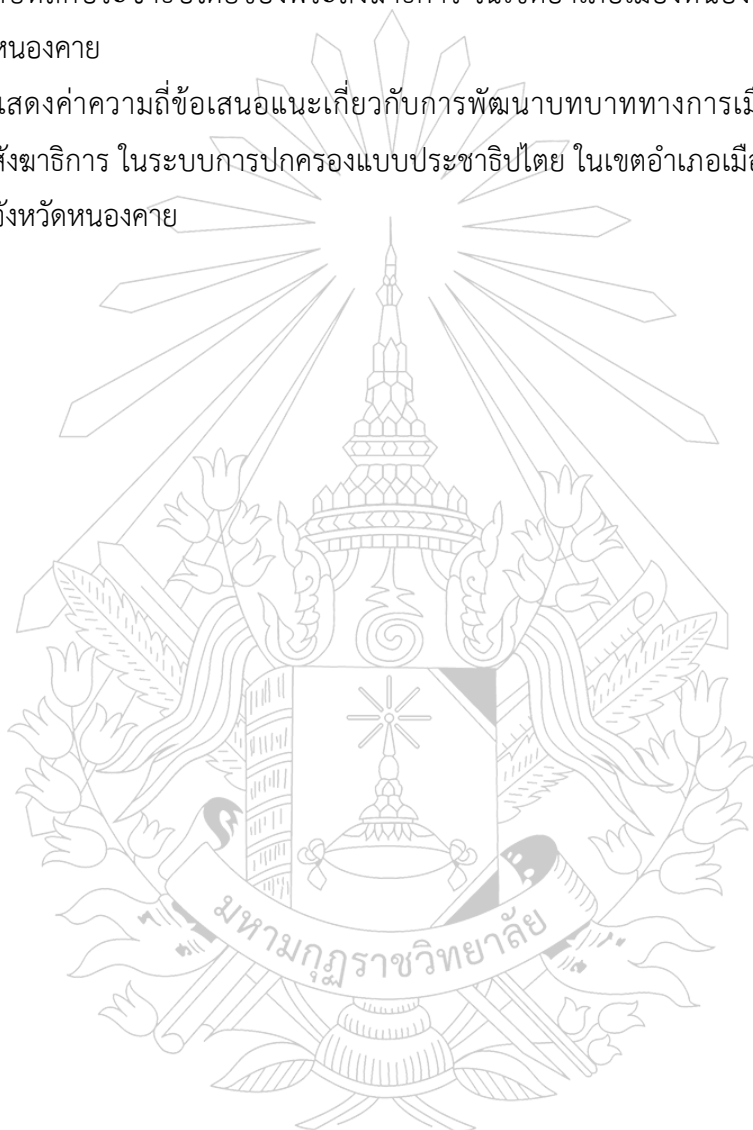 หนองคาย
แสดงค่าความถี่ข้อเสนอแนะเกี่ยวกับการพัฒนาบทบาททางการ
สังฆาธิการ ในระบบการปกครองแบบประชาธิปไตย ในเขตอำเภอ
จังหวัดหนองคาย
มหามกุฏราชวิทยาลัย